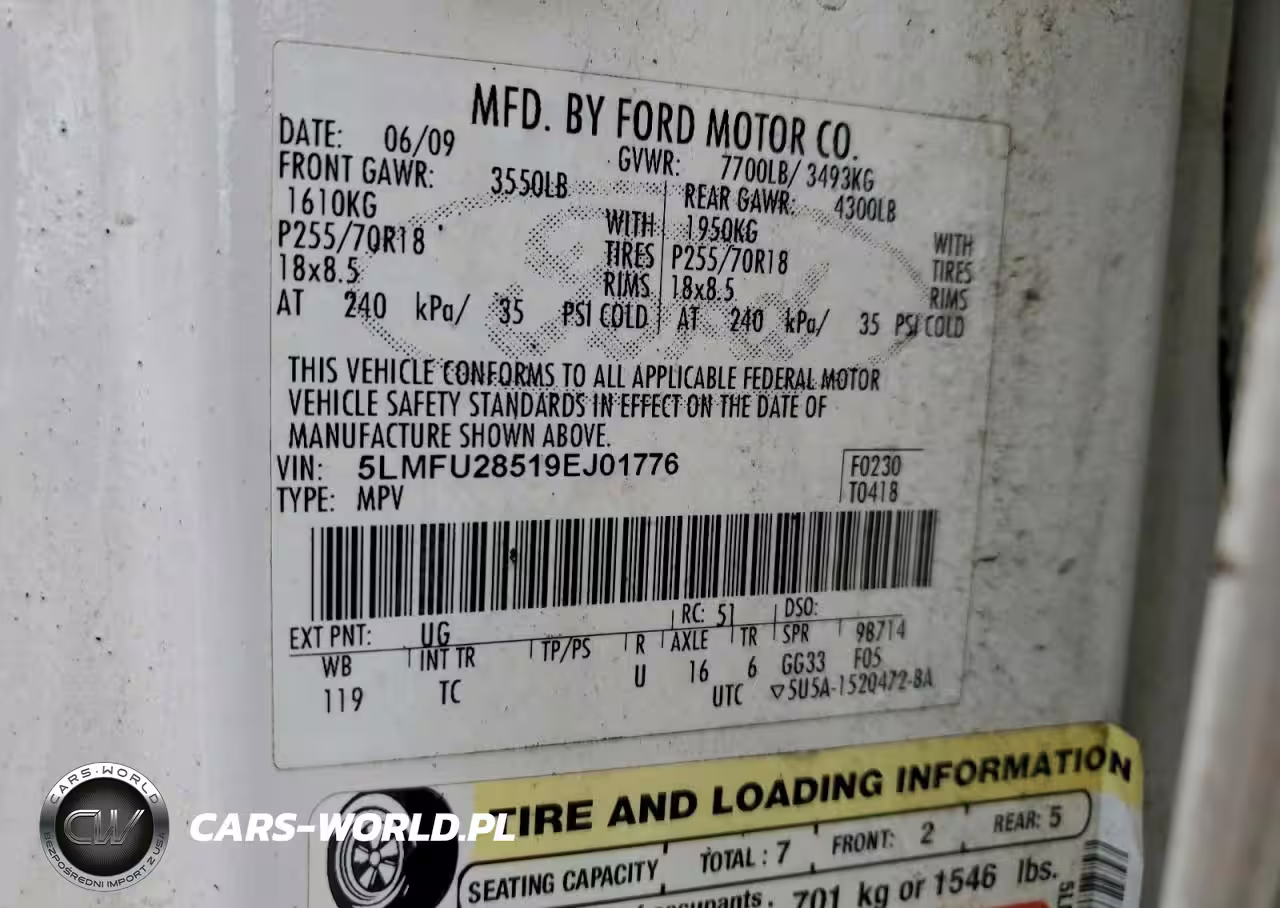 MFD. BY FORD MOTOR CO.
DATE: 06/09 GVWR: 7700LB/ 3493KG
FRONT GAWR: 3550LB REAR GAWR: 4300LB
1610KG WITH 1950KG WITH
P255/70R18 TIRES P255/70R18 TIRES
18x8.5 RIMS 18x8.5 RIMS
AT 240 kPa/ 35 PSI COLD AT 240 kPa/ 35 PSI COLD
THIS VEHICLE CONFORMS TO ALL APPLICABLE FEDERAL MOTOR
VEHICLE SAFETY STANDARDS IN EFFECT ON THE DATE OF
MANUFACTURE SHOWN ABOVE.
VIN: 5LMFU28519EJ01776 F0230
TYPE: MPV T0418
EXT PNT: UG RC: 51 DSO:
WB INT TR TP/PS R AXLE TR SPR 98714
119 TC U 16 6 GG33 F05
UTC ▽5U5A-1520472-BA
TIRE AND LOADING INFORMATION
SEATING CAPACITY TOTAL : 7 FRONT: 2 REAR: 5
701 kg or 1546 lbs.
CARS-WORLD
CW
BEZPOŚREDNI IMPORT Z USA
CARS-WORLD.PL